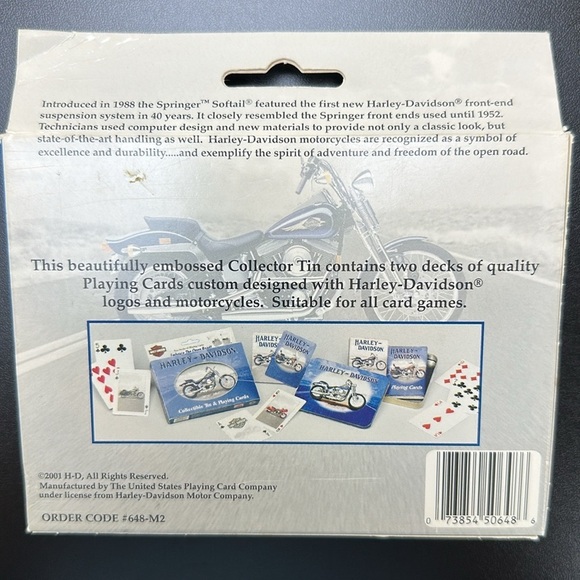 Introduced in 1988 the Springer™ Softail® featured the first new Harley-Davidson® front-end
suspension system in 40 years. It closely resembled the Springer front ends used until 1952.
Technicians used computer design and new materials to provide not only a classic look, but
state-of-the-art handling as well. Harley-Davidson motorcycles are recognized as a symbol of
excellence and durability.....and exemplify the spirit of adventure and freedom of the open road.
This beautifully embossed Collector Tin contains two decks of quality
Playing Cards custom designed with Harley-Davidson®
logos and motorcycles. Suitable for all card games.
HARLEY-DAVIDSON
Collectible Tin & Playing Cards
HARLEY-
DAVIDSON
HARLEY-
DAVIDSON
HARLEY-DAVIDSON
HARLEY-
DAVIDSON
HARLEY-
DAVIDSON
Playing Cards
©2001 H-D, All Rights Reserved.
Manufactured by The United States Playing Card Company
under license from Harley-Davidson Motor Company.
ORDER CODE #648-M2
0 73854 50648 6